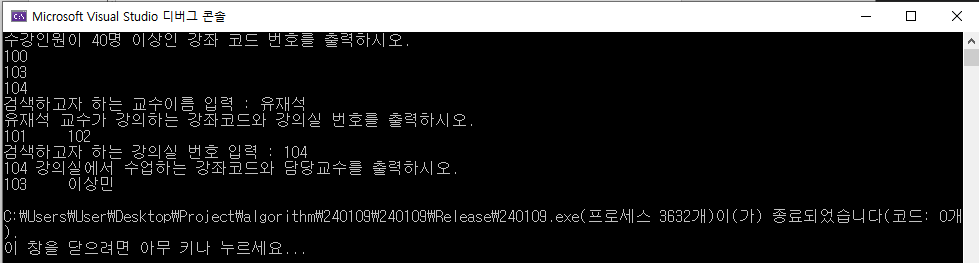 Microsoft Visual Studio 디버그 콘솔
수강인원이 40명 이상인 강좌 코드 번호를 출력하시오.
100
103
104
검색하고자 하는 교수이름 입력 : 유재석
유재석 교수가 강의하는 강좌코드와 강의실 번호를 출력하시오.
101 102
검색하고자 하는 강의실 번호 입력 : 104
104 강의실에서 수업하는 강좌코드와 담당교수를 출력하시오.
103 이상민
C:₩Users₩User₩Desktop₩Project₩algorithm₩240109₩240109₩Release₩240109.exe(프로세스 3632개)이(가) 종료되었습니다(코드: 0개
).
이 창을 닫으려면 아무 키나 누르세요...